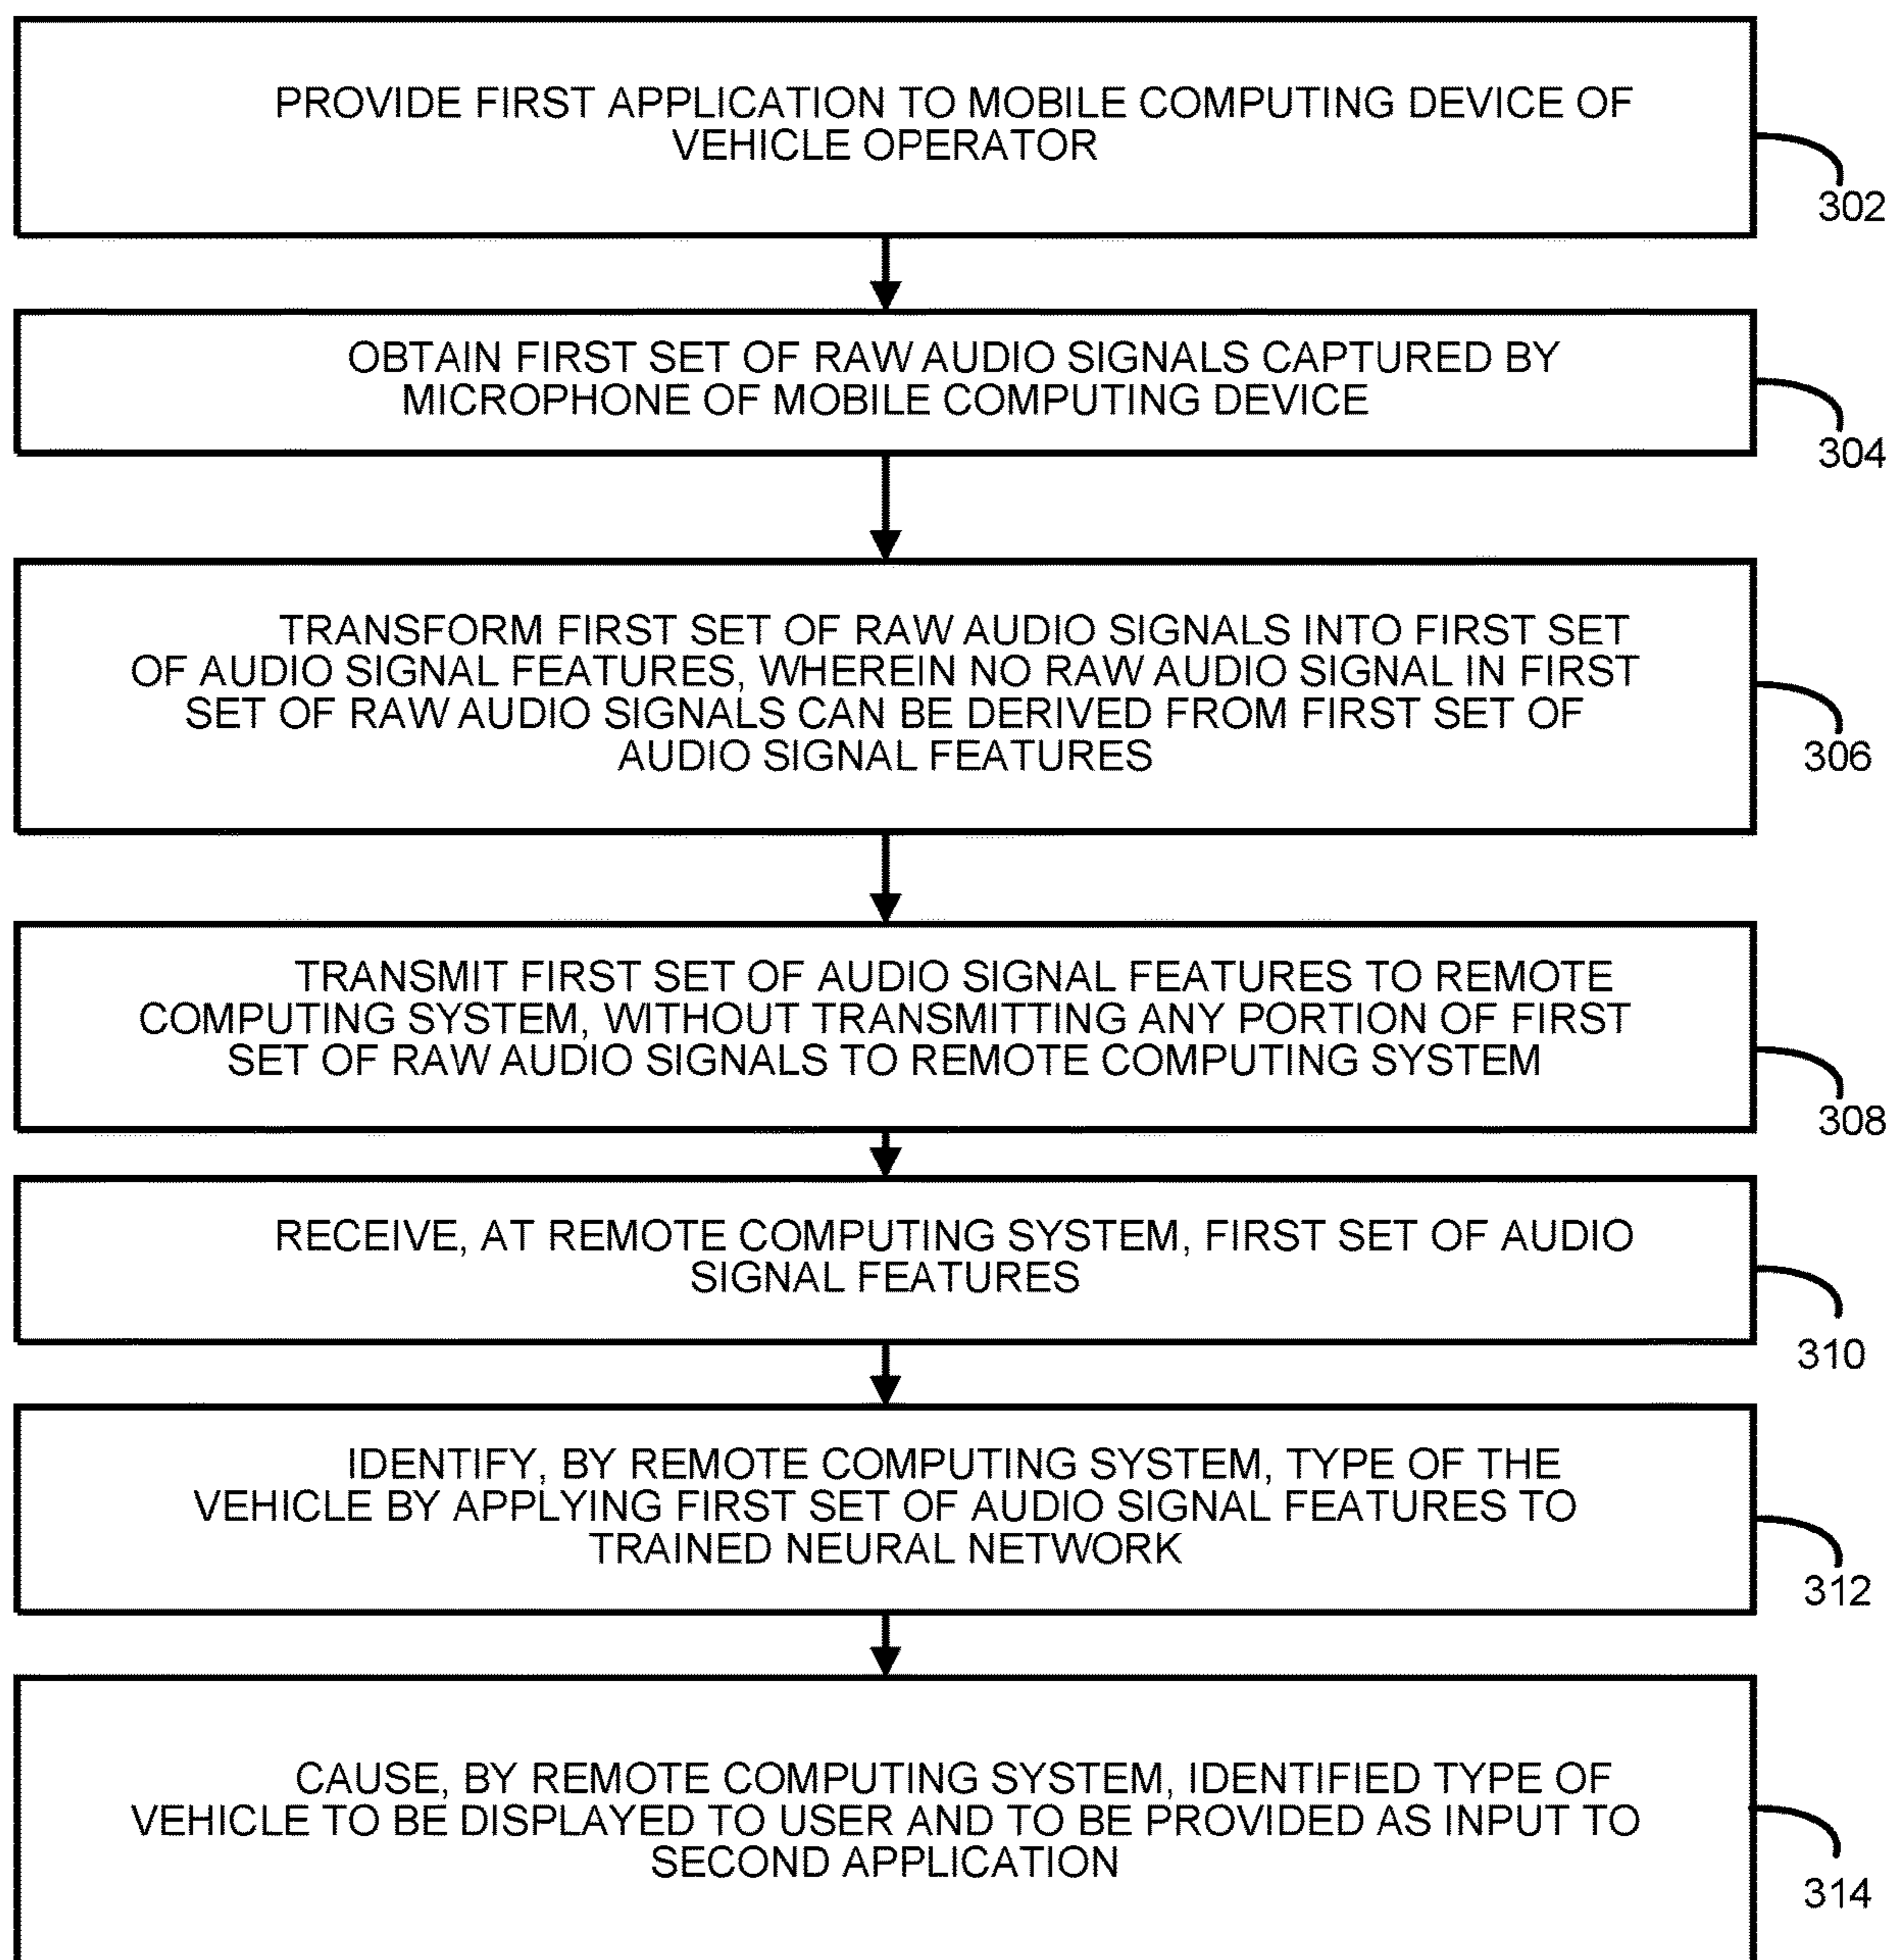 PROVIDE FIRST APPLICATION TO MOBILE COMPUTING DEVICE OF
VEHICLE OPERATOR
302
OBTAIN FIRST SET OF RAW AUDIO SIGNALS CAPTURED BY
MICROPHONE OF MOBILE COMPUTING DEVICE
304
TRANSFORM FIRST SET OF RAW AUDIO SIGNALS INTO FIRST SET
OF AUDIO SIGNAL FEATURES, WHEREIN NO RAW AUDIO SIGNAL IN FIRST
SET OF RAW AUDIO SIGNALS CAN BE DERIVED FROM FIRST SET OF
AUDIO SIGNAL FEATURES
306
TRANSMIT FIRST SET OF AUDIO SIGNAL FEATURES TO REMOTE
COMPUTING SYSTEM, WITHOUT TRANSMITTING ANY PORTION OF FIRST
SET OF RAW AUDIO SIGNALS TO REMOTE COMPUTING SYSTEM
308
RECEIVE, AT REMOTE COMPUTING SYSTEM, FIRST SET OF AUDIO
SIGNAL FEATURES
310
IDENTIFY, BY REMOTE COMPUTING SYSTEM, TYPE OF THE
VEHICLE BY APPLYING FIRST SET OF AUDIO SIGNAL FEATURES TO
TRAINED NEURAL NETWORK
312
CAUSE, BY REMOTE COMPUTING SYSTEM, IDENTIFIED TYPE OF
VEHICLE TO BE DISPLAYED TO USER AND TO BE PROVIDED AS INPUT TO
SECOND APPLICATION
314